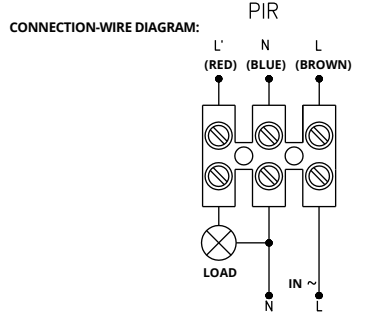 PIR
CONNECTION-WIRE DIAGRAM:
L' N L
(RED) (BLUE) (BROWN)
LOAD
IN ~
N L